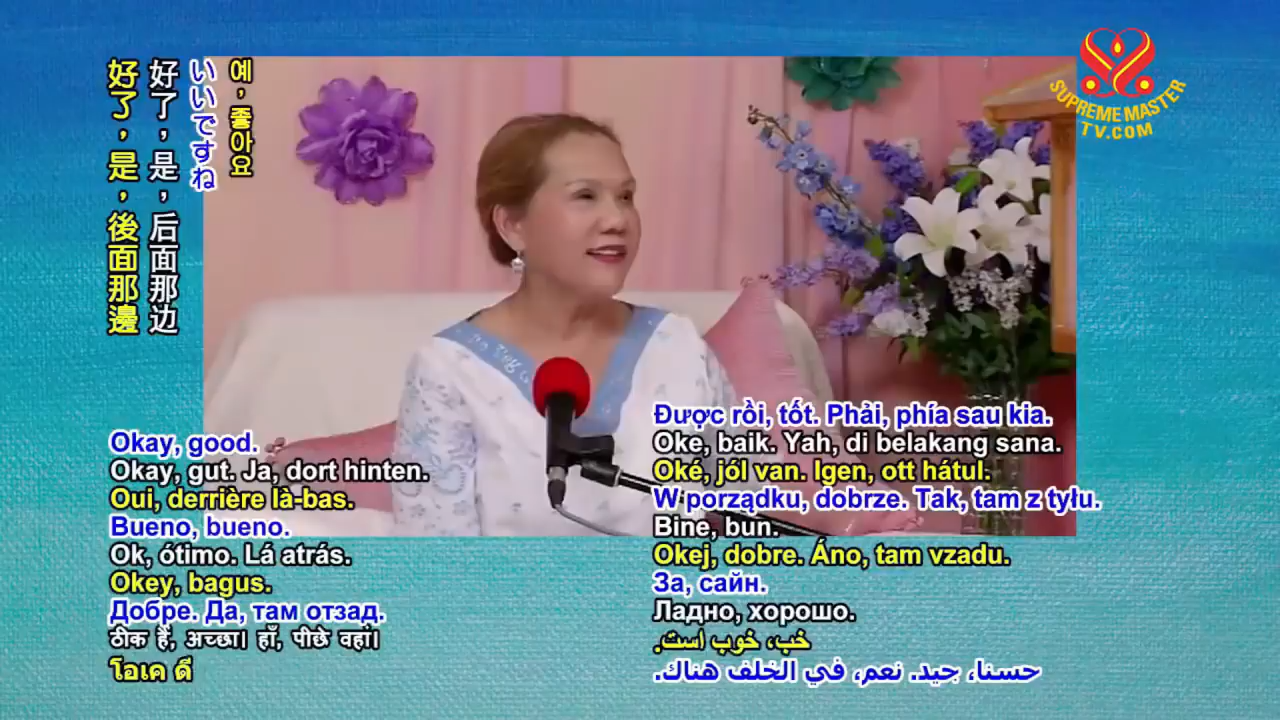 好了，是，後面那邊
好了，是，后面那边
いいですね
예, 좋아요
SUPREME MASTER
TV.COM
Okay, good.
Okay, gut. Ja, dort hinten.
Oui, derrière là-bas.
Bueno, bueno.
Ok, ótimo. Lá atrás.
Okey, bagus.
Добре. Да, там отзад.
ठीक है, अच्छा। हाँ, पीछे वहां।
โอเค ดี
Được rồi, tốt. Phải, phía sau kia.
Oke, baik. Yah, di belakang sana.
Oké, jól van. Igen, ott hátul.
W porządku, dobrze. Tak, tam z tyłu.
Bine, bun.
Okej, dobre. Áno, tam vzadu.
За, сайн.
Ладно, хорошо.
خب، خوب است.
حسنا، جيد. نعم، في الخلف هناك.